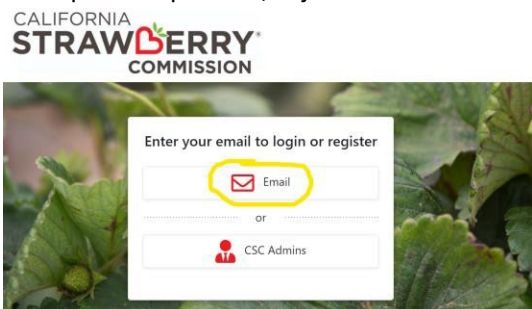 CALIFORNIA
STRAWBERRY
COMMISSION
Enter your email to login or register
Email
or
CSC Admins